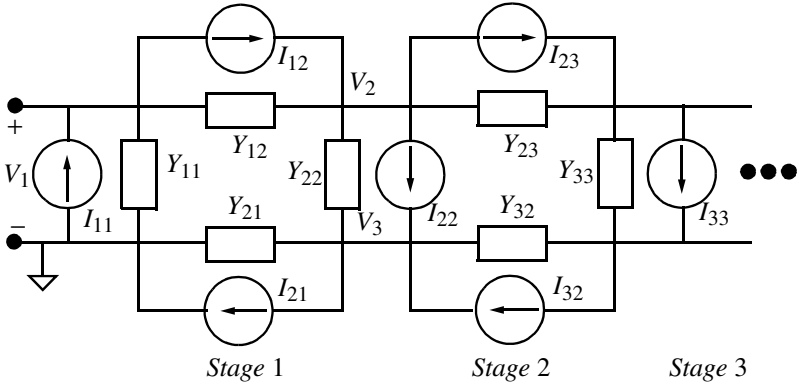 I12
I23
V2
+
Y12
Y23
V1
Y11
Y22
Y33
Y21
Y32
I11
V3
I22
I33
−
I21
I32
Stage 1
Stage 2
Stage 3